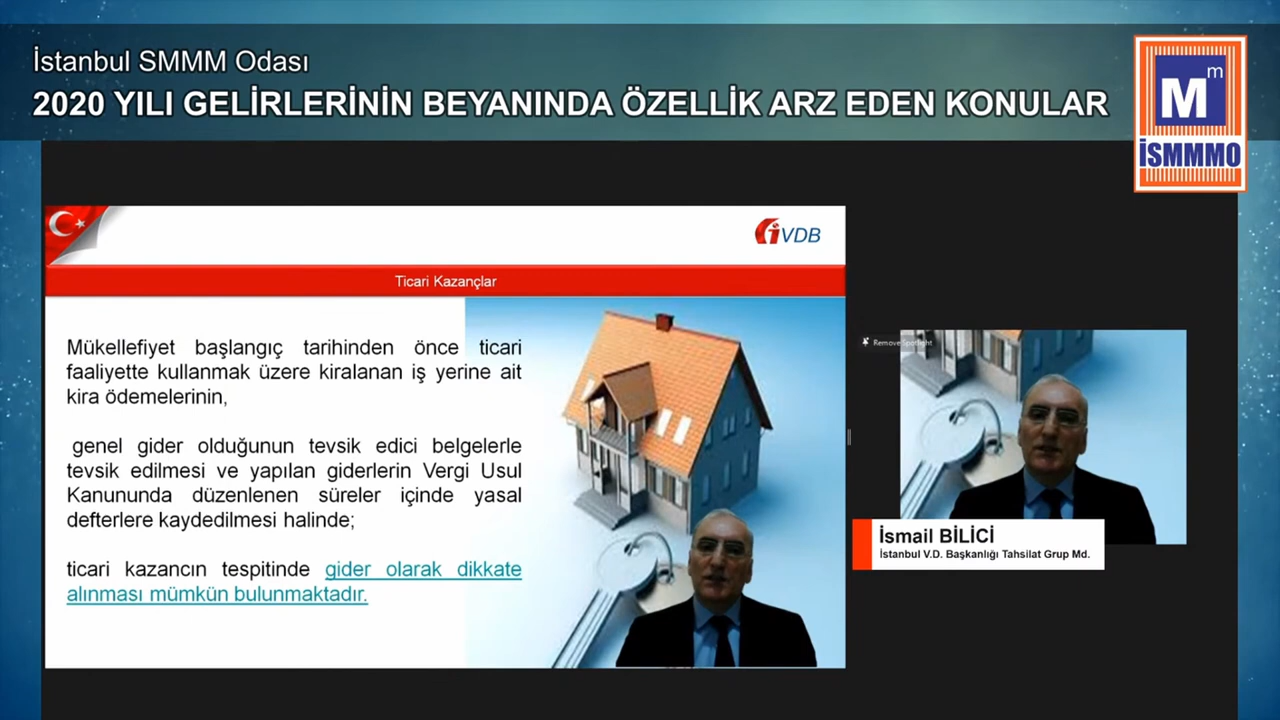 İstanbul SMMM Odası
2020 YILI GELİRLERİNİN BEYANINDA ÖZELLİK ARZ EDEN KONULAR
Mm
İSMMMO
iVDB
Ticari Kazançlar
Mükellefiyet başlangıç tarihinden önce ticari
faaliyette kullanmak üzere kiralanan iş yerine ait
kira ödemelerinin,
genel gider olduğunun tevsik edici belgelerle
tevsik edilmesi ve yapılan giderlerin Vergi Usul
Kanununda düzenlenen süreler içinde yasal
defterlere kaydedilmesi halinde;
ticari kazancın tespitinde gider olarak dikkate
alınması mümkün bulunmaktadır.
Remove Spotlight
İsmail BİLİCİ
İstanbul V.D. Başkanlığı Tahsilat Grup Md.